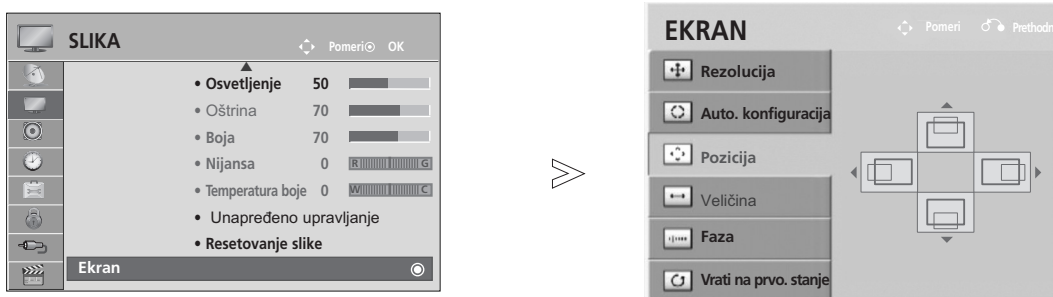 SLIKA
Pomeri OK
• Osvetljenje 50
• Oštrina 70
• Boja 70
• Nijansa 0 R G
• Temperatura boje 0 W C
• Unapređeno upravljanje
• Resetovanje slike
Ekran
EKRAN
Pomeri Prethodn
Rezolucija
Auto. konfiguracija
Pozicija
Veličina
Faza
Vrati na prvo. stanje